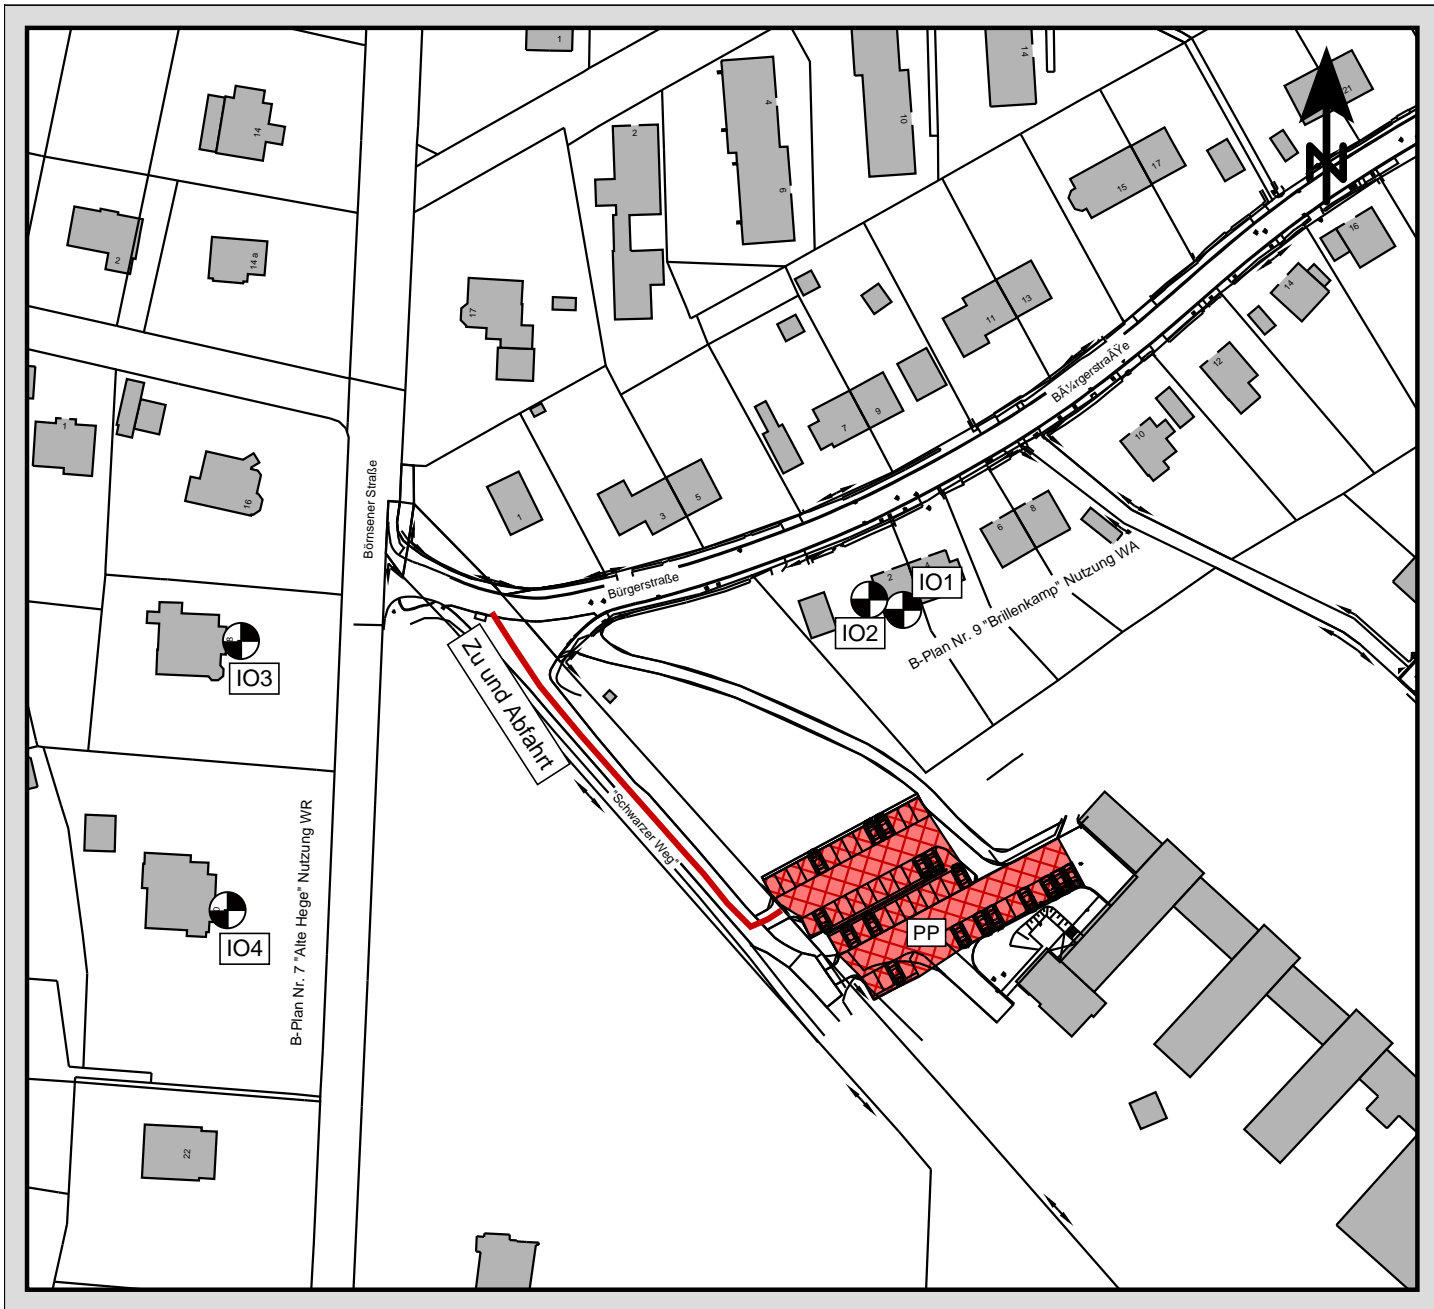 1
14
4
6
2
10
14
21
N
15
17
16
2
14 a
17
11
13
14
BÃ¼rgerstraÃŸe
12
7
9
10
1
16
Börnsener Straße
1
3
5
6
8
Bürgerstraße
2
4
IO1
IO2
B-Plan Nr. 9 "Brillenkamp" Nutzung WA
IO3
Zu und Abfahrt
"Schwarzer Weg"
B-Plan Nr. 7 "Alte Hege" Nutzung WR
PP
IO4
22